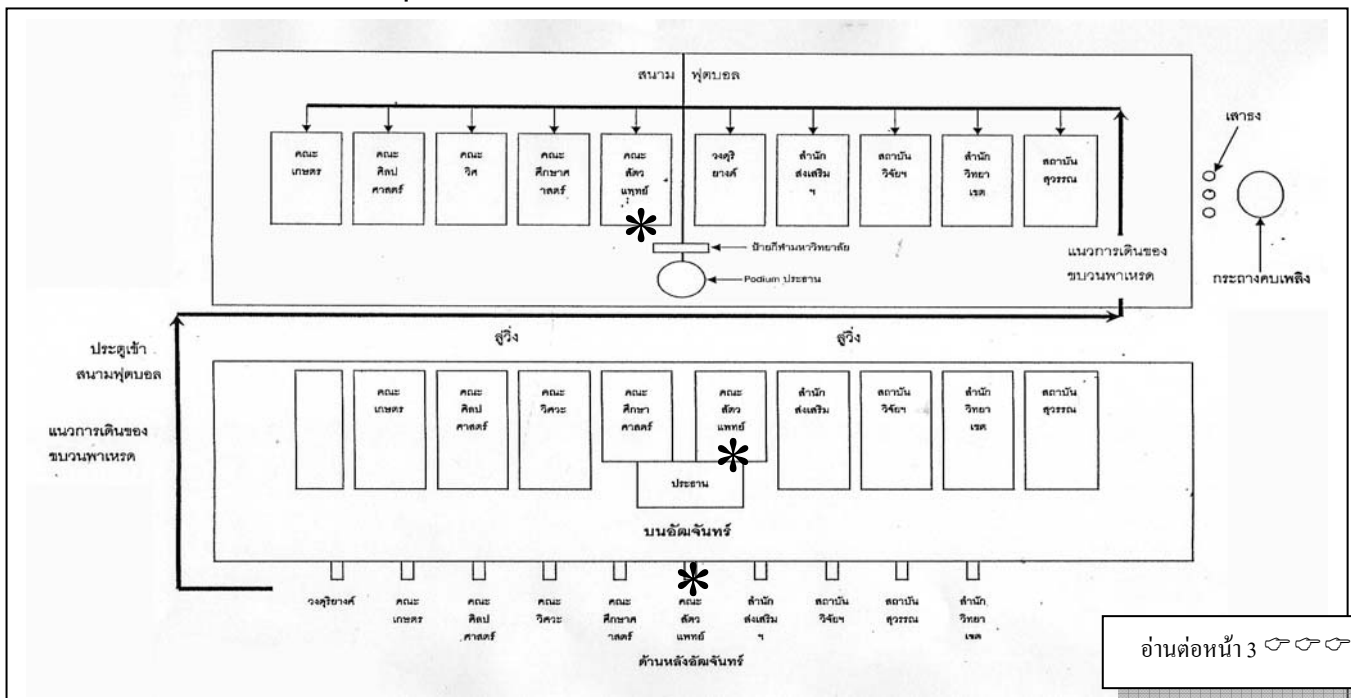 สนาม ฟุตบอล
เสาธง
คณะ
เกษตร
คณะ
ศิลป
ศาสตร์
คณะ
วิศ
คณะ
ศึกษาศ
าสตร์
คณะ
สัตว
แพทย์
วงดุริ
ยางค์
สำนัก
ส่งเสริม
ฯ
สถาบัน
วิจัยฯ
สำนัก
วิทยา
เขต
สถาบัน
สุวรรณ
*
ป้ายกีฬามหาวิทยาลัย
Podium ประธาน
แนวการเดินของ
ขบวนพาเหรด
กระถางคบเพลิง
ลู่วิ่ง
ลู่วิ่ง
ประตูเข้า
สนามฟุตบอล
แนวการเดินของ
ขบวนพาเหรด
คณะ
เกษตร
คณะ
ศิลป
ศาสตร์
คณะ
วิศวะ
คณะ
ศึกษา
ศาสตร์
คณะ
สัตว
แพทย์
สำนัก
ส่งเสริม
สถาบัน
วิจัยฯ
สำนัก
วิทยา
เขต
สถาบัน
สุวรรณ
*
ประธาน
บนอัฒจันทร์
*
วงดุริยางค์
คณะ
เกษตร
คณะ
ศิลป
ศาสตร์
คณะ
วิศวะ
คณะ
ศึกษาศ
าสตร์
คณะ
สัตว
แพทย์
สำนัก
ส่งเสริม
ฯ
สถาบัน
วิจัยฯ
สถาบัน
สุวรรณ
สำนัก
วิทยา
เขต
ด้านหลังอัฒจันทร์
อ่านต่อหน้า 3 ☞☞☞